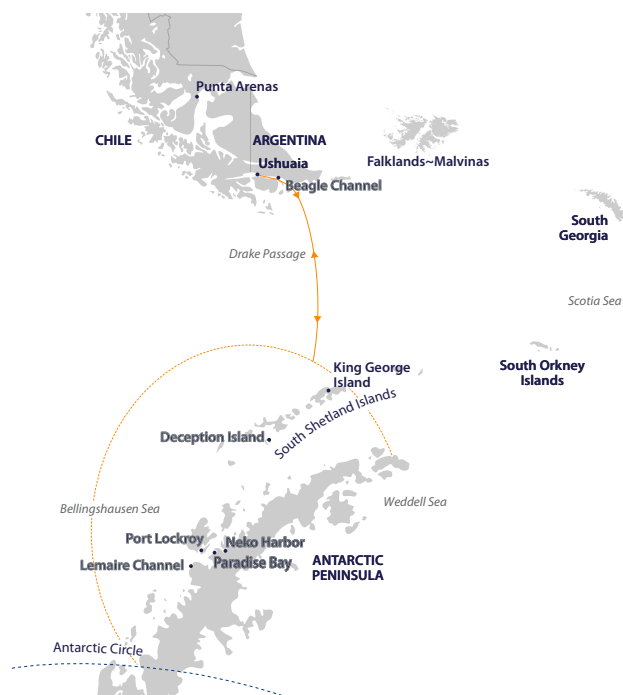 Punta Arenas
CHILE
ARGENTINA
Falklands~Malvinas
Ushuaia
Beagle Channel
South
Georgia
Drake Passage
Scotia Sea
King George
Island
South Orkney
Islands
South Shetland Islands
Deception Island
Weddell Sea
Bellingshausen Sea
Port Lockroy
Neko Harbor
Paradise Bay
Lemaire Channel
ANTARCTIC
PENINSULA
Antarctic Circle